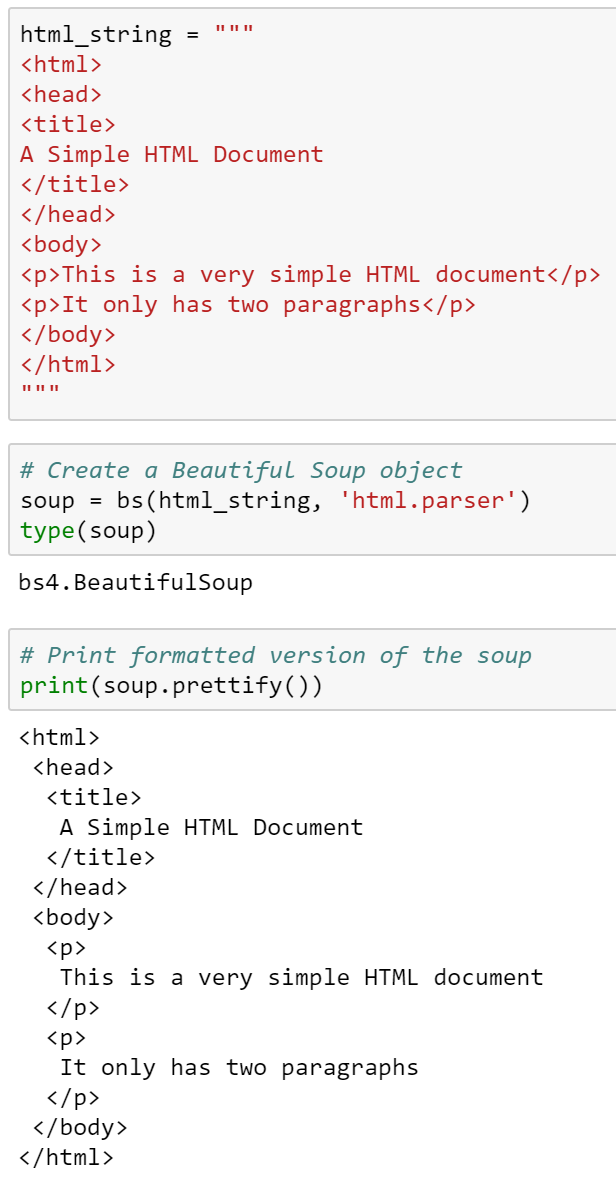 html_string = """
<html>
<head>
<title>
A Simple HTML Document
</title>
</head>
<body>
<p>This is a very simple HTML document</p>
<p>It only has two paragraphs</p>
</body>
</html>
"""
# Create a Beautiful Soup object
soup = bs(html_string, 'html.parser')
type(soup)
bs4.BeautifulSoup
# Print formatted version of the soup
print(soup.prettify())
<html>
 <head>
  <title>
   A Simple HTML Document
  </title>
 </head>
 <body>
  <p>
   This is a very simple HTML document
  </p>
  <p>
   It only has two paragraphs
  </p>
 </body>
</html>